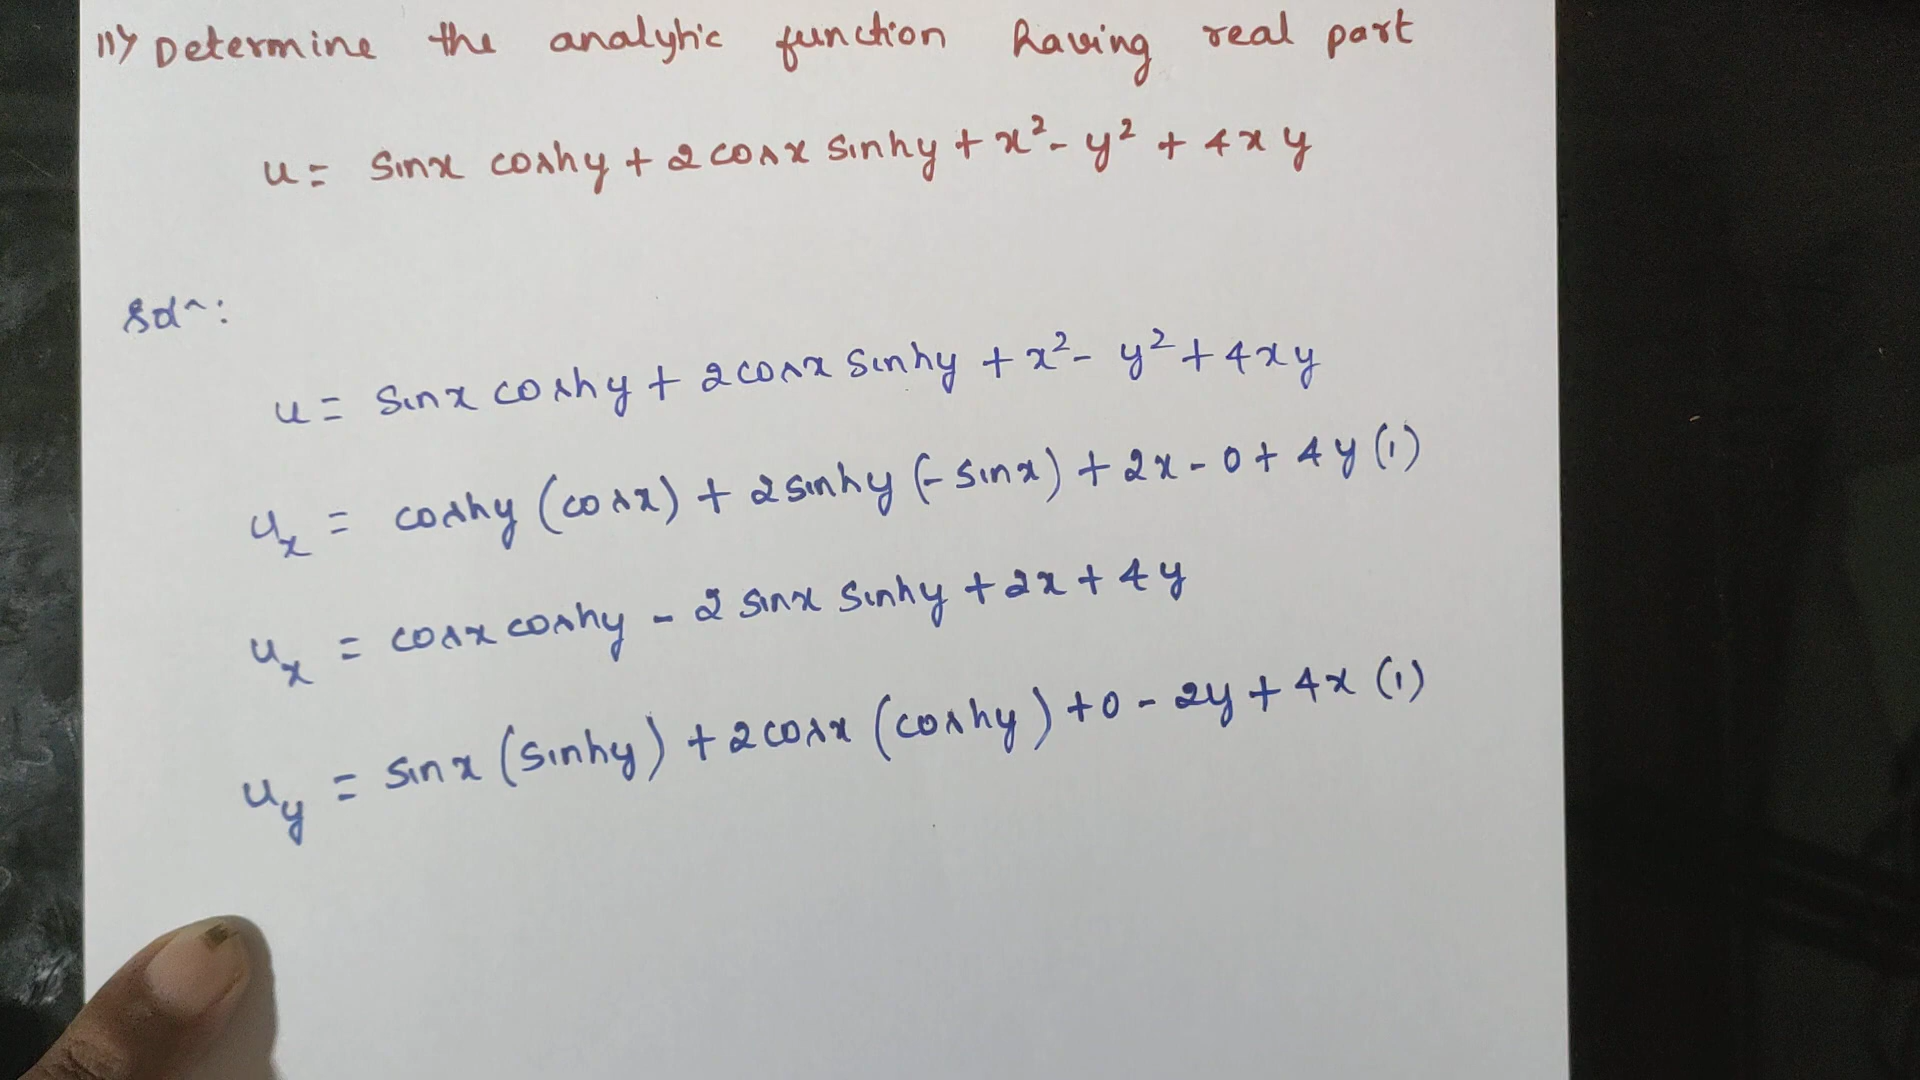 11) Determine the analytic function having real part
u = sinx coshy + 2cosx sinhy + x² - y² + 4xy
Soln:
u = sinx coshy + 2cosx sinhy + x² - y² + 4xy
uₓ = coshy (cosx) + 2sinhy (-sinx) + 2x - 0 + 4y (1)
uₓ = cosx coshy - 2 sinx sinhy + 2x + 4y
u_y = sinx (sinhy) + 2cosx (coshy) + 0 - 2y + 4x (1)